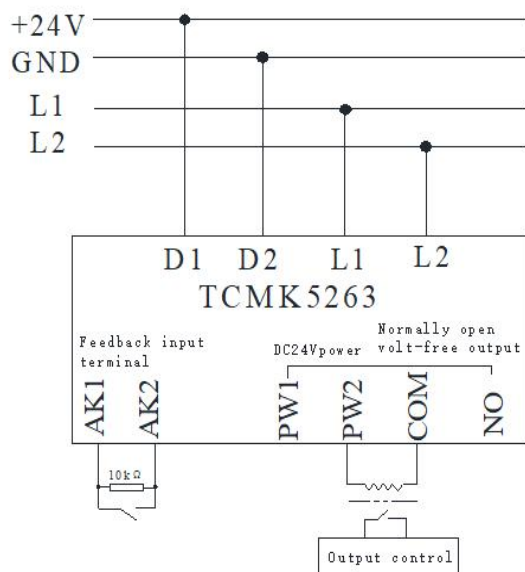 +24V
GND
L1
L2
D1 D2 L1 L2
TCMK5263
Feedback input
terminal
DC24Vpower
Normally open
volt-free output
AK1 AK2 PW1 PW2 COM NO
10kΩ
Output control